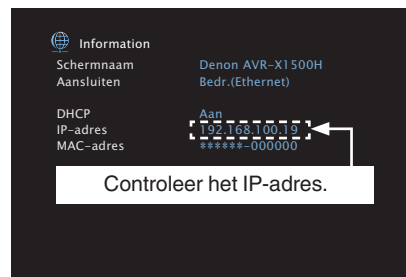 Information
Schermnaam Denon AVR-X1500H
Aansluiten Bedr.(Ethernet)
DHCP Aan
IP-adres 192.168.100.19
MAC-adres ******-000000
Controleer het IP-adres.